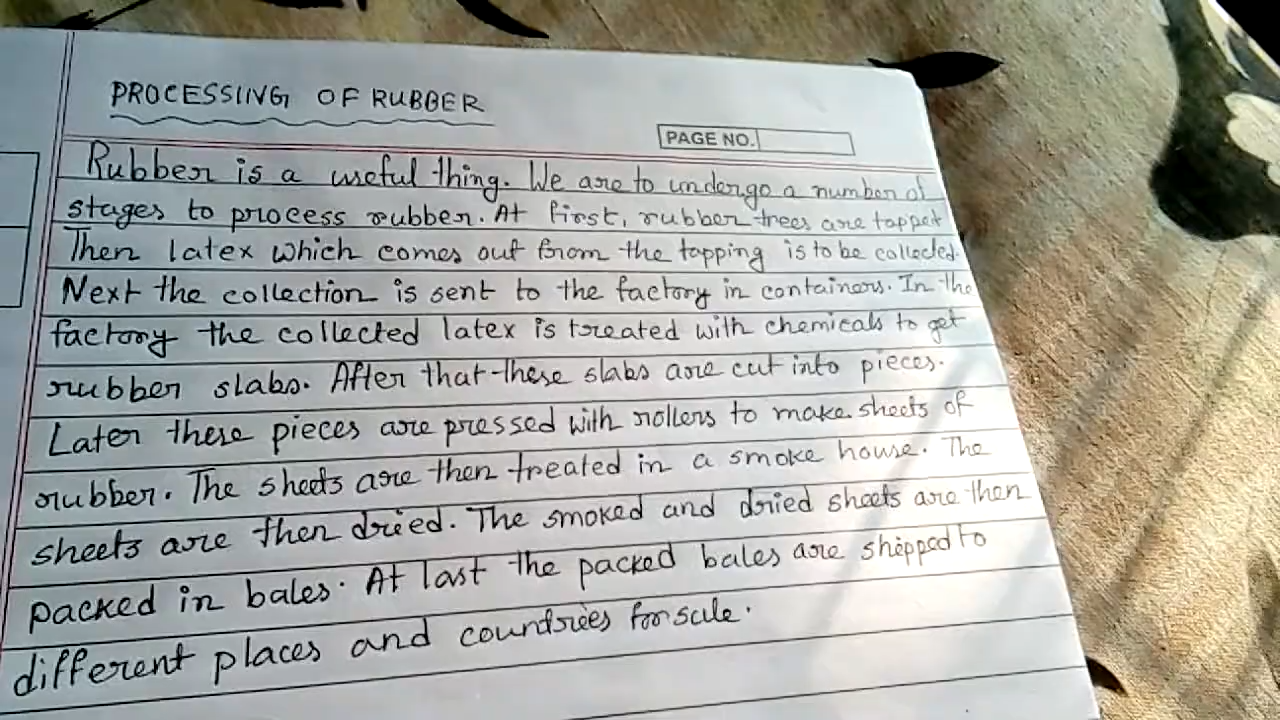 PROCESSING OF RUBBER
PAGE NO.
Rubber is a useful thing. We are to undergo a number of
stages to process rubber. At first, rubber trees are tapped
Then latex which comes out from the tapping is to be collected.
Next the collection is sent to the factory in containers. In the
factory the collected latex is treated with chemicals to get
rubber slabs. After that these slabs are cut into pieces.
Later these pieces are pressed with rollers to make sheets of
rubber. The sheets are then treated in a smoke house. The
sheets are then dried. The smoked and dried sheets are then
packed in bales. At last the packed bales are shipped to
different places and countries for sale.